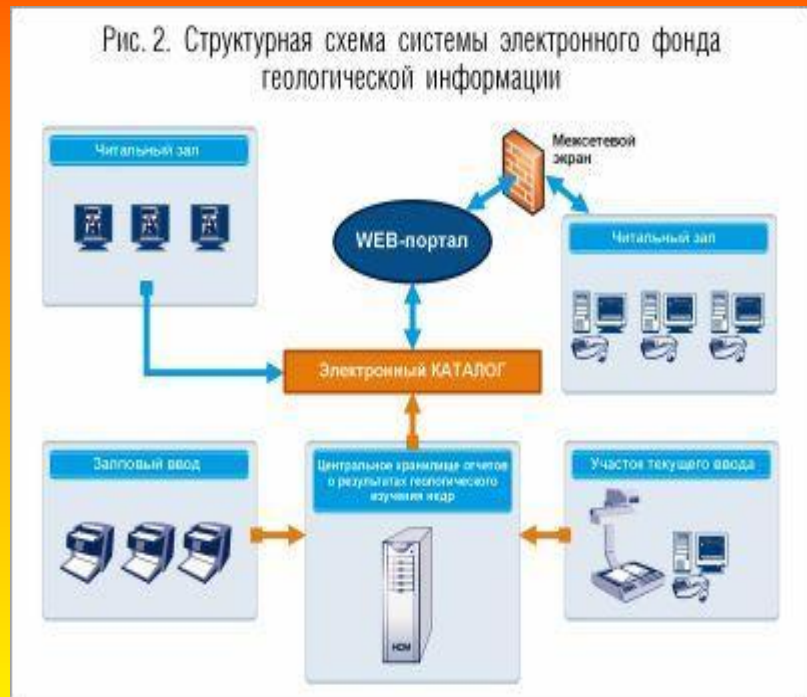 Рис. 2. Структурная схема системы электронного фонда
геологической информации
Читальный зал
Межсетевой
экран
WEB-портал
Читальный зал
Электронный КАТАЛОГ
Залповый ввод
Центральное хранилище отчетов
о результатах геологического
изучения недр
Участок текущего ввода
HSM